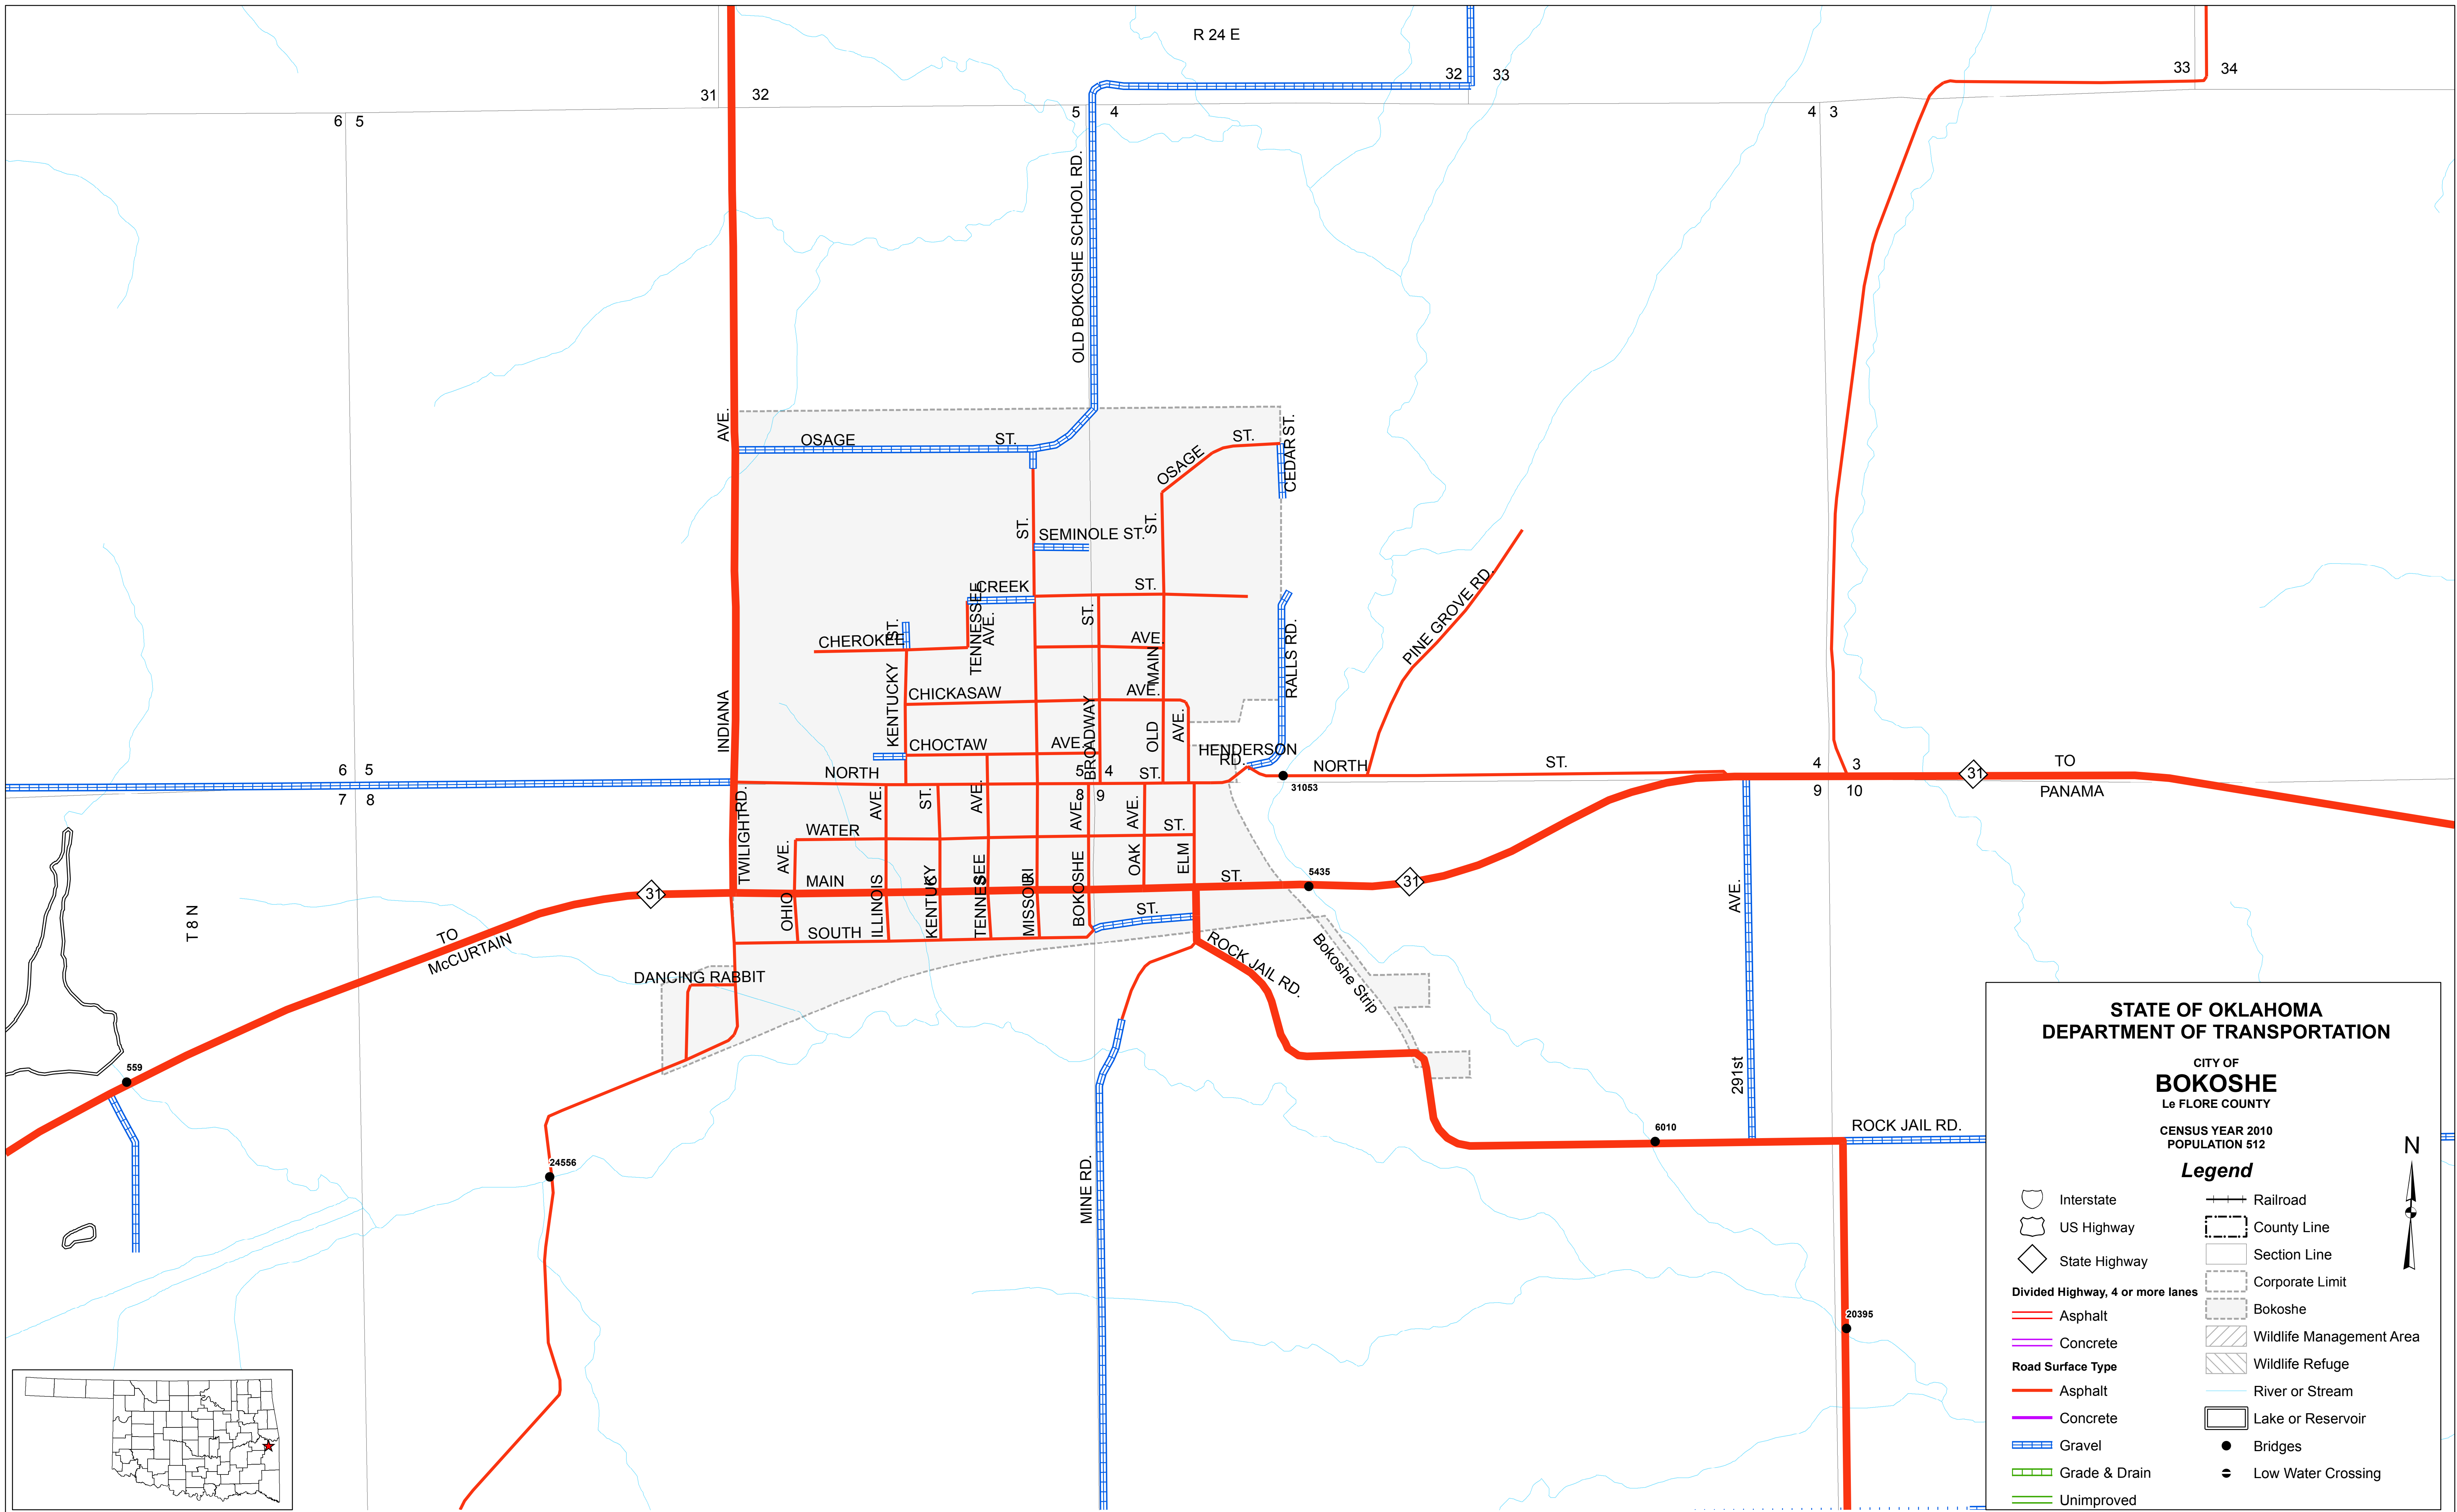 R 24 E
32 33
33 34
31 32
6 5
5 4
4 3
OLD BOKOSHE SCHOOL RD.
AVE.
OSAGE ST.
OSAGE ST.
CEDAR ST.
ST.
SEMINOLE ST.
ST.
CREEK ST.
TENNESSEE AVE.
ST.
ST.
CHEROKEE AVE.
PINE GROVE RD.
RALLS RD.
MAIN
KENTUCKY
CHICKASAW AVE.
INDIANA
BROADWAY
OLD
AVE.
CHOCTAW AVE.
HENDERSON
RD.
NORTH ST.
NORTH ST.
31053
6 5
7 8
5 4
8 9
4 3
9 10
31
TO
PANAMA
TWILIGHT RD.
AVE.
ST.
AVE.
AVE.
AVE.
WATER ST.
AVE.
OHIO
ILLINOIS
KENTUCKY
TENNESSEE
MISSOURI
BOKOSHE
OAK
ELM
31
MAIN ST.
5435
31
AVE.
291st
T 8 N
TO
McCURTAIN
SOUTH ST.
ROCK JAIL RD.
Bokoshe Strip
DANCING RABBIT
559
24556
MINE RD.
6010
ROCK JAIL RD.
20395
STATE OF OKLAHOMA
DEPARTMENT OF TRANSPORTATION
CITY OF
BOKOSHE
Le FLORE COUNTY
CENSUS YEAR 2010
POPULATION 512
N
Legend
Interstate
US Highway
State Highway
Divided Highway, 4 or more lanes
Asphalt
Concrete
Road Surface Type
Asphalt
Concrete
Gravel
Grade & Drain
Unimproved
Railroad
County Line
Section Line
Corporate Limit
Bokoshe
Wildlife Management Area
Wildlife Refuge
River or Stream
Lake or Reservoir
Bridges
Low Water Crossing